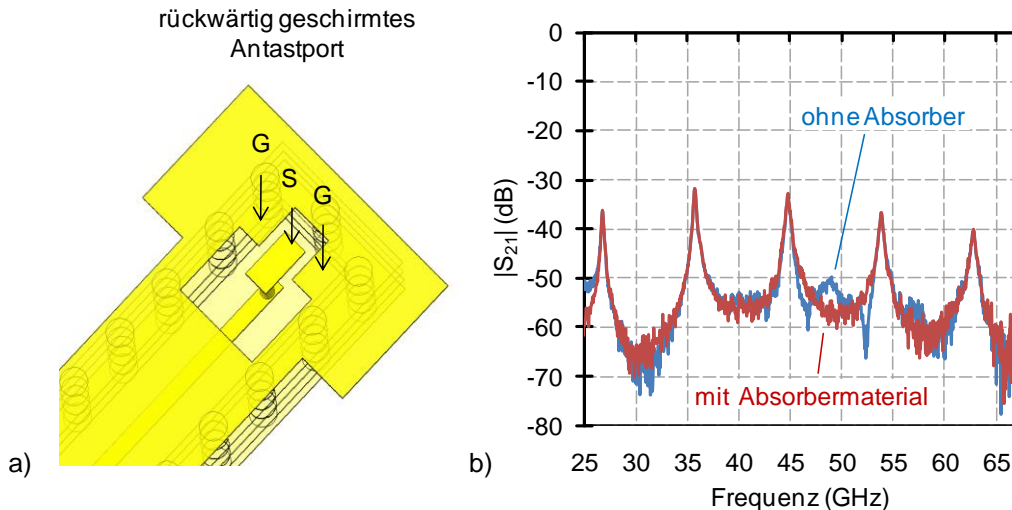 rückwärtig geschirmtes
Antastport
G
S
G
a)
0
-10
-20
-30
-40
-50
-60
-70
-80
|S21| (dB)
ohne Absorber
mit Absorbermaterial
25 30 35 40 45 50 55 60 65
Frequenz (GHz)
b)